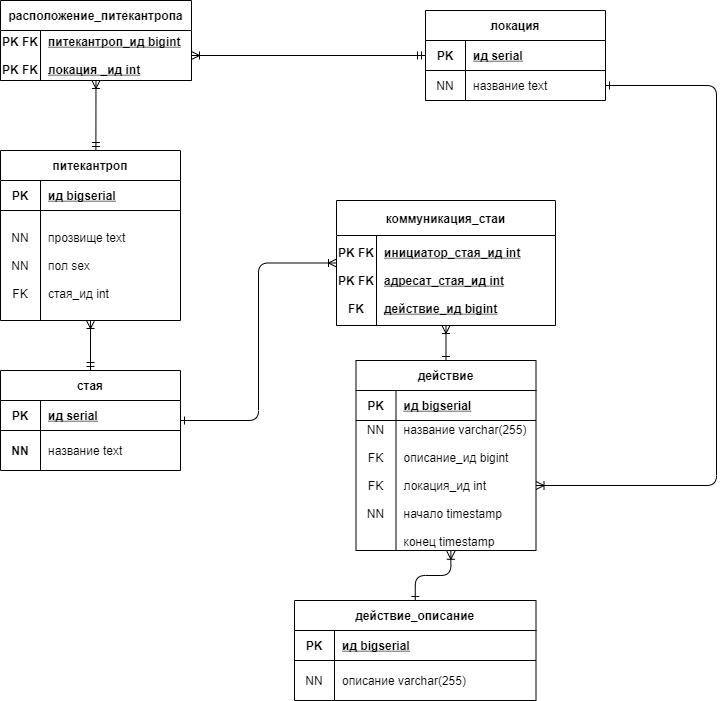 расположение_питекантропа
PK FK питекантроп_ид bigint
PK FK локация _ид int
локация
PK ид serial
NN название text
питекантроп
PK ид bigserial
NN прозвище text
NN пол sex
FK стая_ид int
коммуникация_стаи
PK FK инициатор_стая_ид int
PK FK адресат_стая_ид int
FK действие_ид bigint
стая
PK ид serial
NN название text
действие
PK ид bigserial
NN название varchar(255)
FK описание_ид bigint
FK локация_ид int
NN начало timestamp
конец timestamp
действие_описание
PK ид bigserial
NN описание varchar(255)